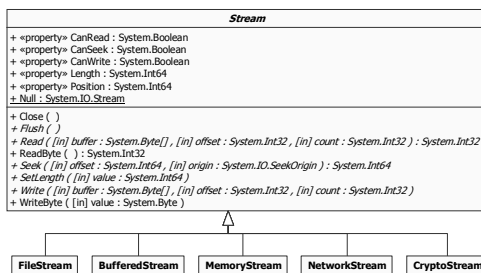 Stream
+ «property» CanRead : System.Boolean
+ «property» CanSeek : System.Boolean
+ «property» CanWrite : System.Boolean
+ «property» Length : System.Int64
+ «property» Position : System.Int64
+ Null : System.IO.Stream
+ Close ( )
+ Flush ( )
+ Read ( [in] buffer : System.Byte[] , [in] offset : System.Int32 , [in] count : System.Int32 ) : System.Int32
+ ReadByte ( ) : System.Int32
+ Seek ( [in] offset : System.Int64 , [in] origin : System.IO.SeekOrigin ) : System.Int64
+ SetLength ( [in] value : System.Int64 )
+ Write ( [in] buffer : System.Byte[] , [in] offset : System.Int32 , [in] count : System.Int32 )
+ WriteByte ( [in] value : System.Byte )
FileStream BufferedStream MemoryStream NetworkStream CryptoStream